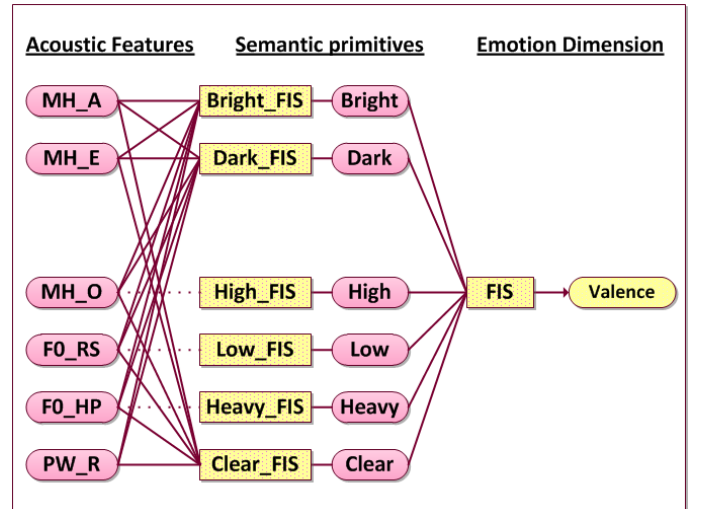 Acoustic Features Semantic primitives Emotion Dimension
MH_A Bright_FIS Bright
MH_E Dark_FIS Dark
MH_O High_FIS High FIS Valence
F0_RS Low_FIS Low
F0_HP Heavy_FIS Heavy
PW_R Clear_FIS Clear